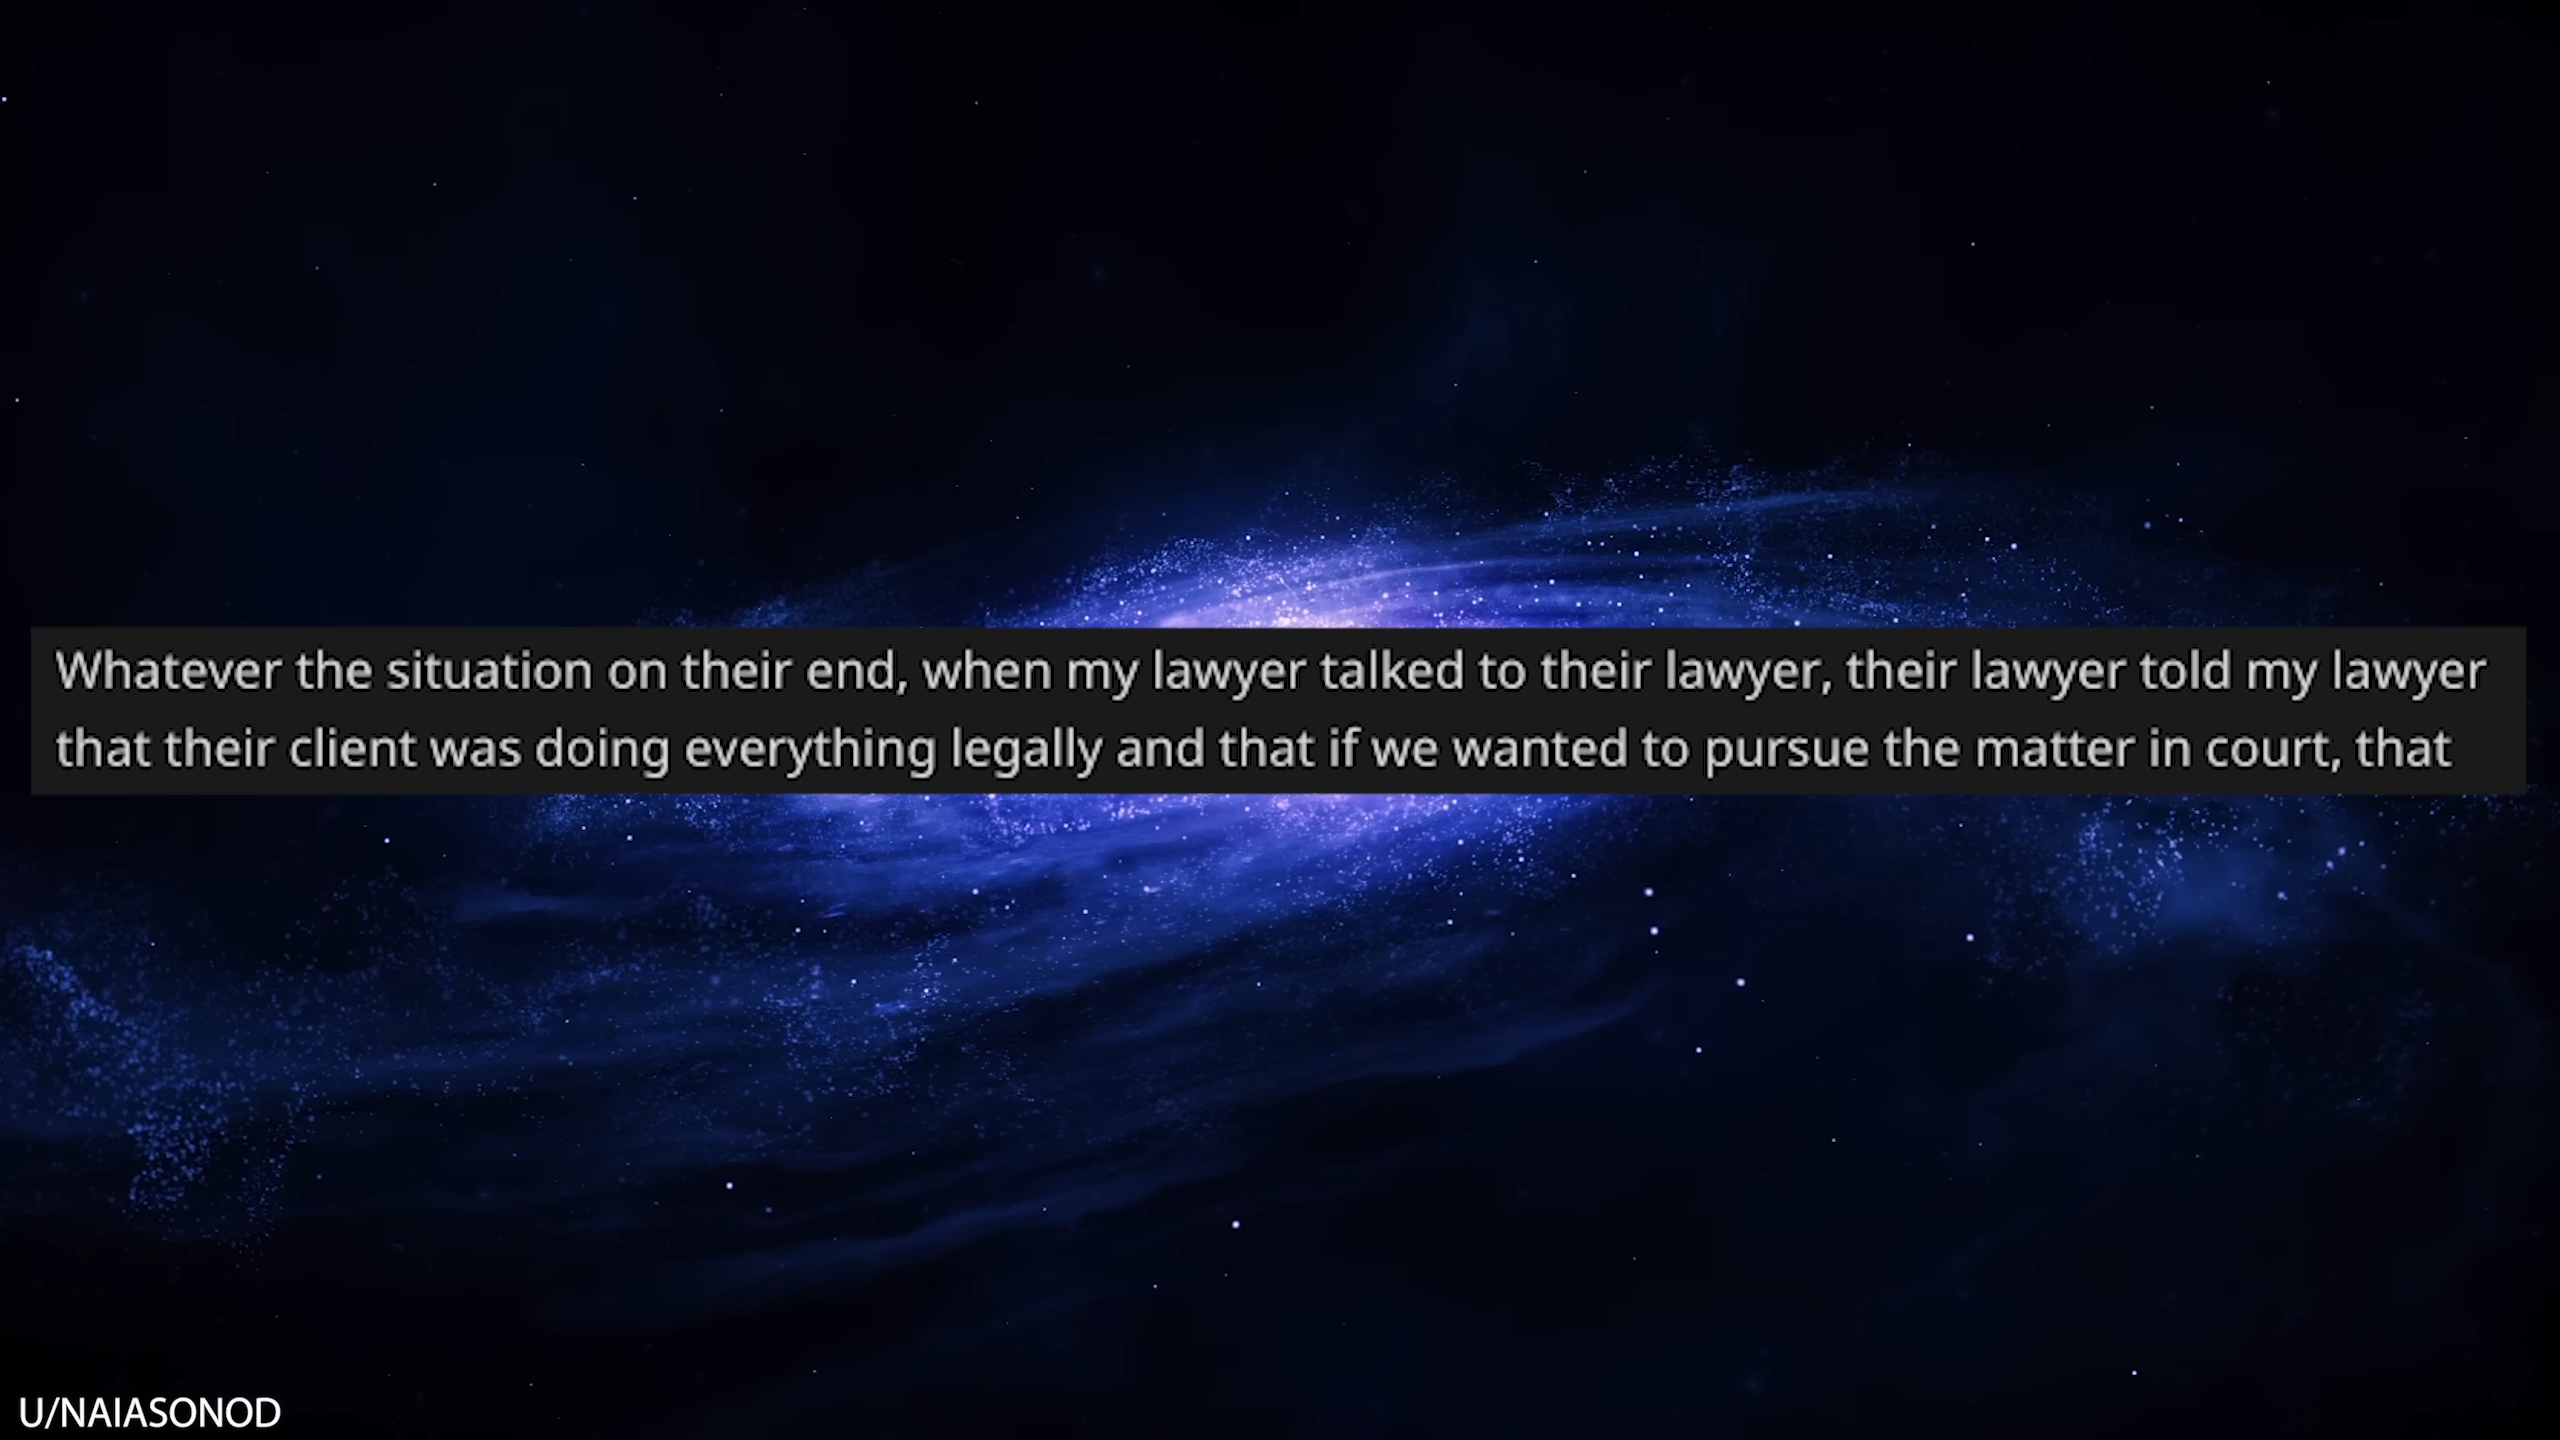 Whatever the situation on their end, when my lawyer talked to their lawyer, their lawyer told my lawyer
that their client was doing everything legally and that if we wanted to pursue the matter in court, that
U/NAIASONOD